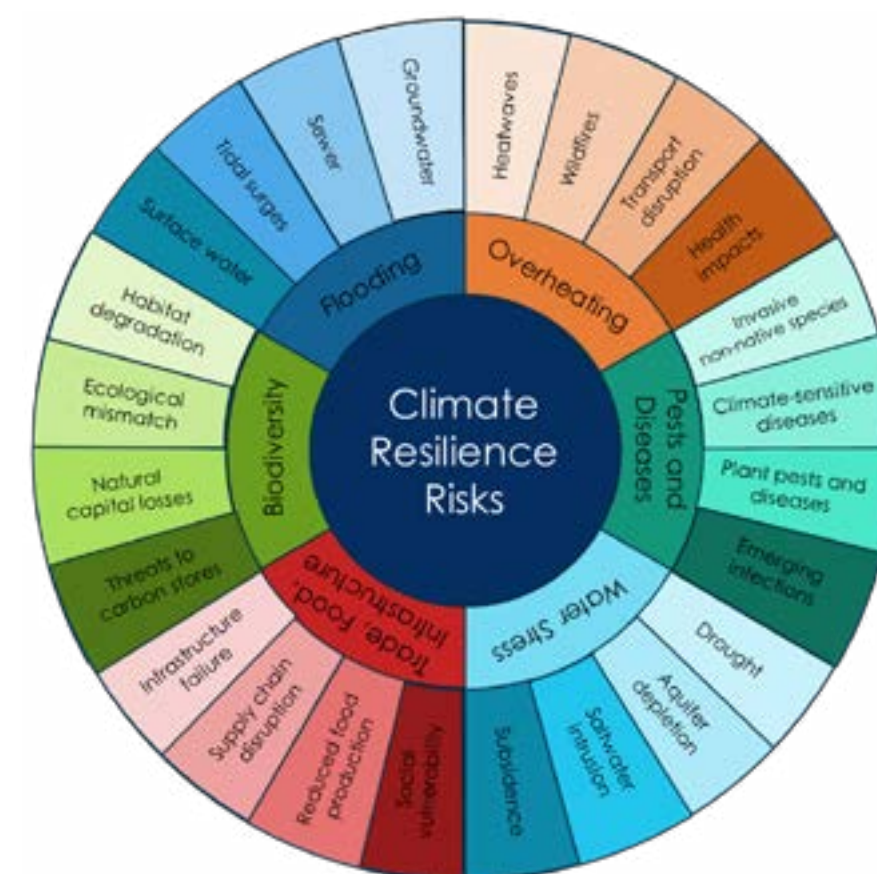 Climate
Resilience
Risks
Overheating
Heatwaves
Wildfires
Transport
disruption
Health
impacts
Pests and
Diseases
Invasive
non-native species
Climate-sensitive
diseases
Plant pests and
diseases
Emerging
infections
Water Stress
Drought
Aquifer
depletion
Saltwater
intrusion
Subsidence
Trade, Food,
Infrastructure
Social
vulnerability
Reduced food
production
Supply chain
disruption
Infrastructure
failure
Biodiversity
Threats to
carbon stores
Natural
capital losses
Ecological
mismatch
Habitat
degradation
Flooding
Surface water
Tidal surges
Sewer
Groundwater